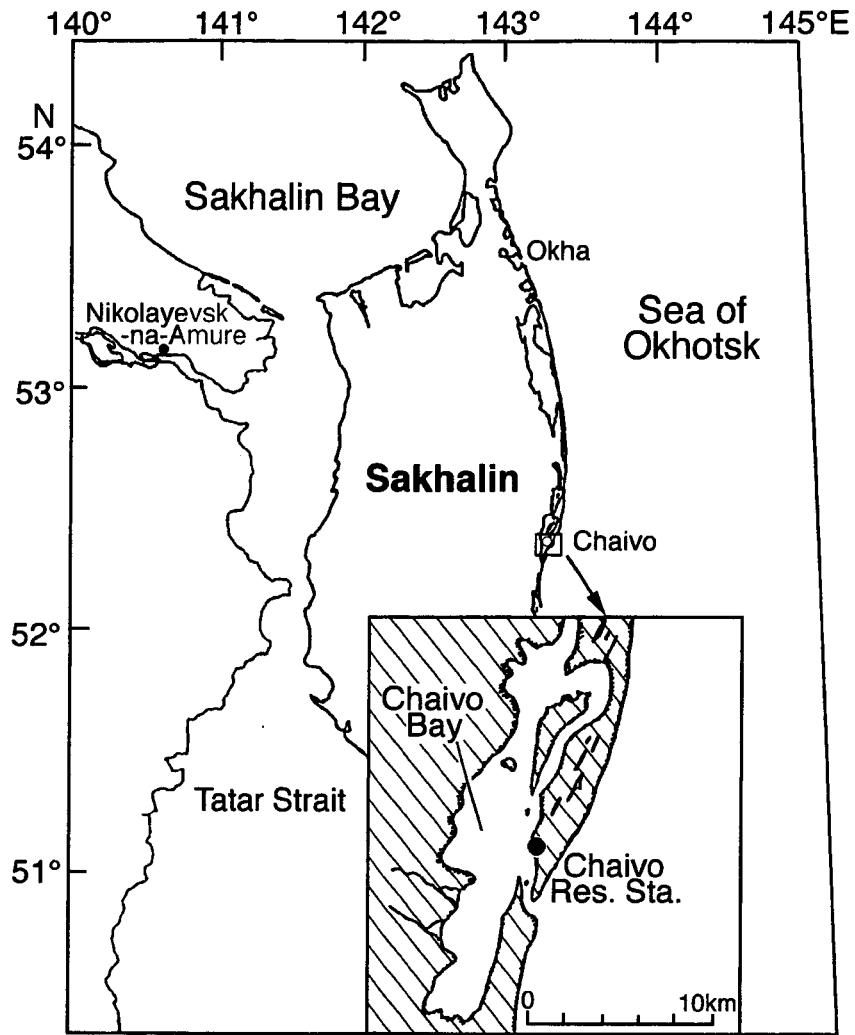 140° 141° 142° 143° 144° 145°E
N
54°
Sakhalin Bay
Okha
Nikolayevsk
-na-Amure
Sea of
Okhotsk
53°
Sakhalin
Chaivo
52°
Chaivo
Bay
Tatar Strait
51°
Chaivo
Res. Sta.
0 10km